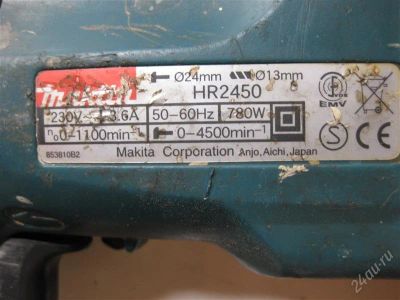 makita
Ø24mm Ø13mm
HR2450
230V~ 3.6A 50-60Hz 780W
n₀0-1100min⁻¹ 0-4500min⁻¹
853810B2 Makita Corporation Anjo, Aichi, Japan
EMV
S CE
24au.ru